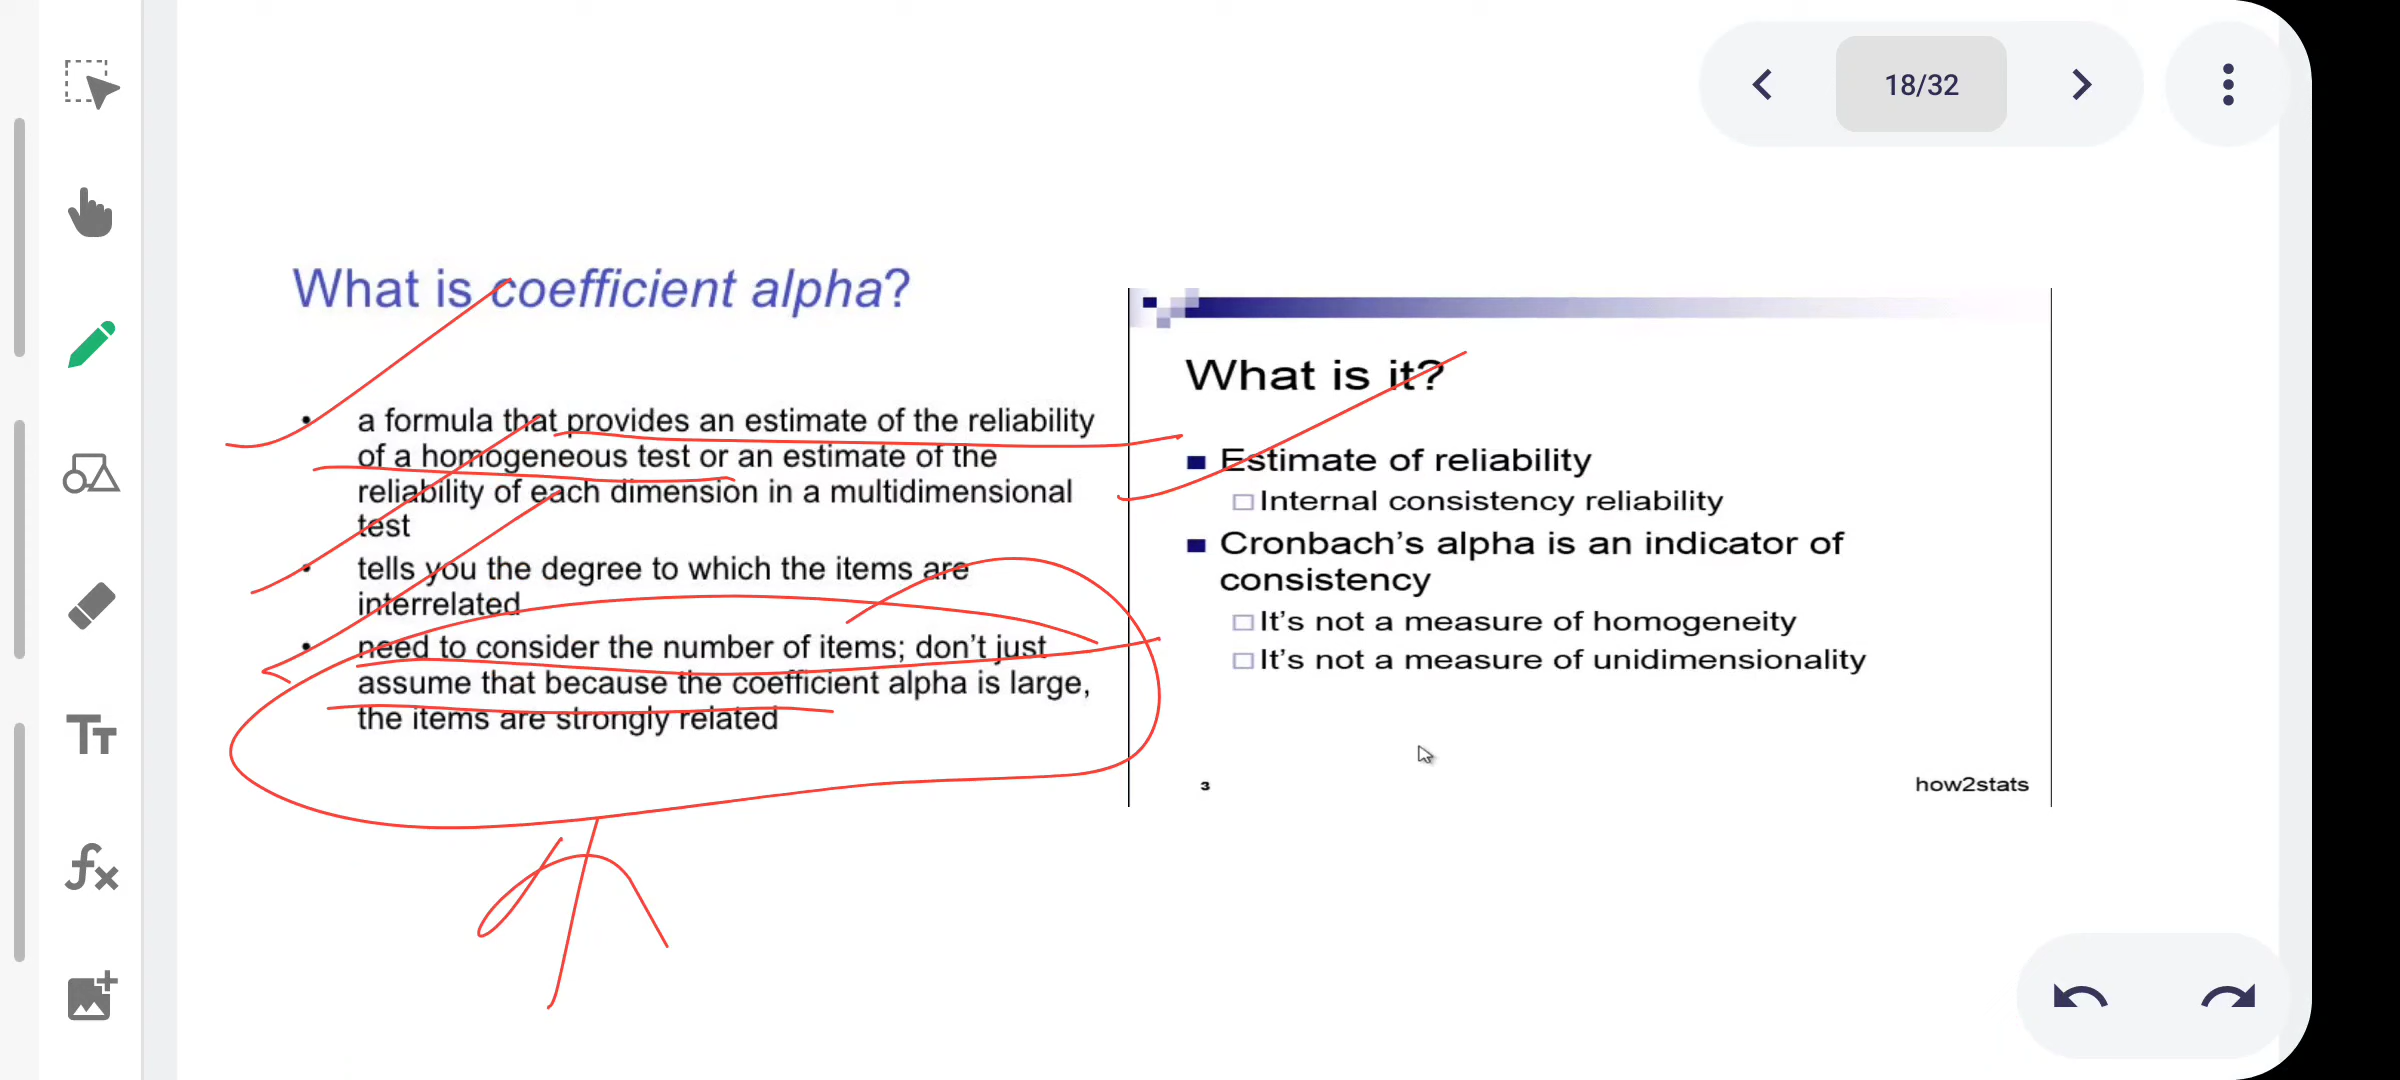 18/32
What is coefficient alpha?
• a formula that provides an estimate of the reliability
of a homogeneous test or an estimate of the
reliability of each dimension in a multidimensional
test
• tells you the degree to which the items are
interrelated
• need to consider the number of items; don't just
assume that because the coefficient alpha is large,
the items are strongly related
What is it?
Estimate of reliability
Internal consistency reliability
Cronbach's alpha is an indicator of
consistency
It's not a measure of homogeneity
It's not a measure of unidimensionality
3
how2stats